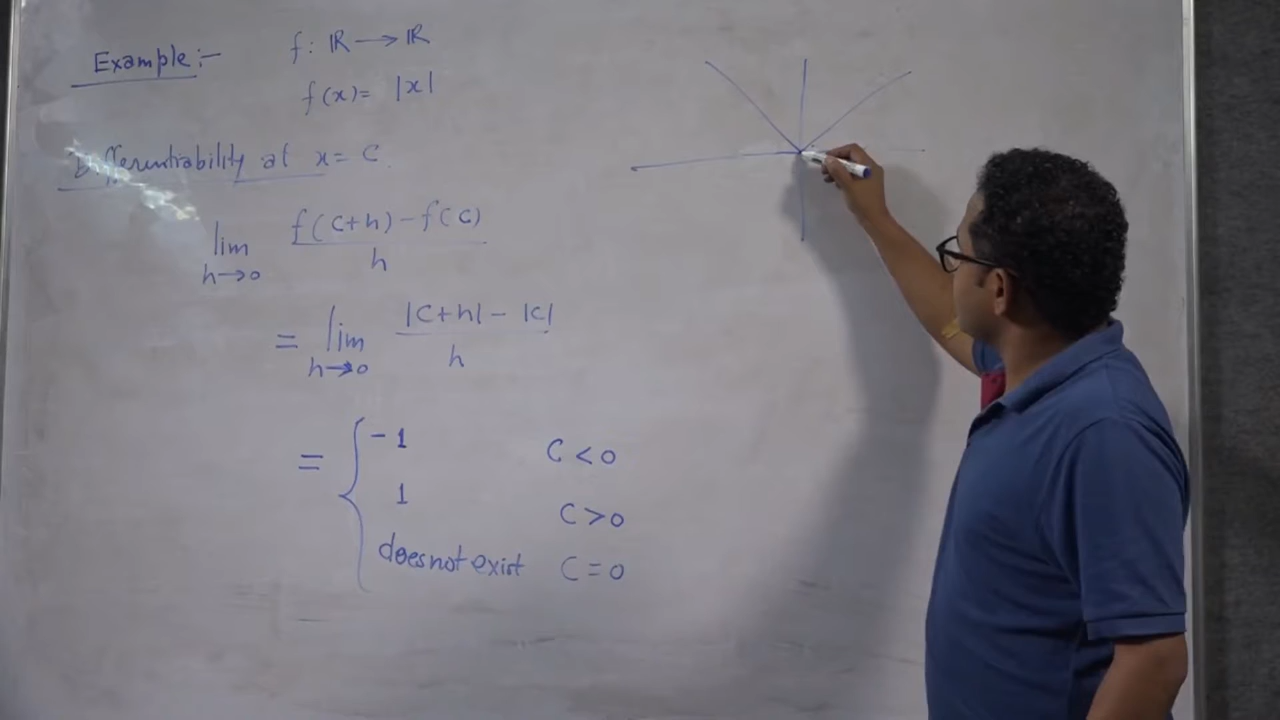 Example:- f: ℝ → ℝ
f(x) = |x|
Differentiability at x = C.
lim h→0 f(C+h) - f(C) / h
= lim h→0 |C+h| - |C| / h
= { -1 C < 0
1 C > 0
does not exist C = 0